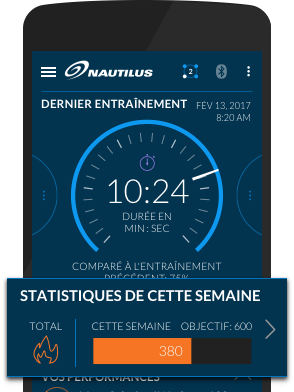 NAUTILUS
2
DERNIER ENTRAÎNEMENT FEV 13, 2017
8:20 AM
10:24
DURÉE EN
MIN : SEC
COMPARÉ À L'ENTRAÎNEMENT
PRÉCÉDENT: 75%
STATISTIQUES DE CETTE SEMAINE
TOTAL CETTE SEMAINE OBJECTIF: 600
380
VOS PERFORMANCES